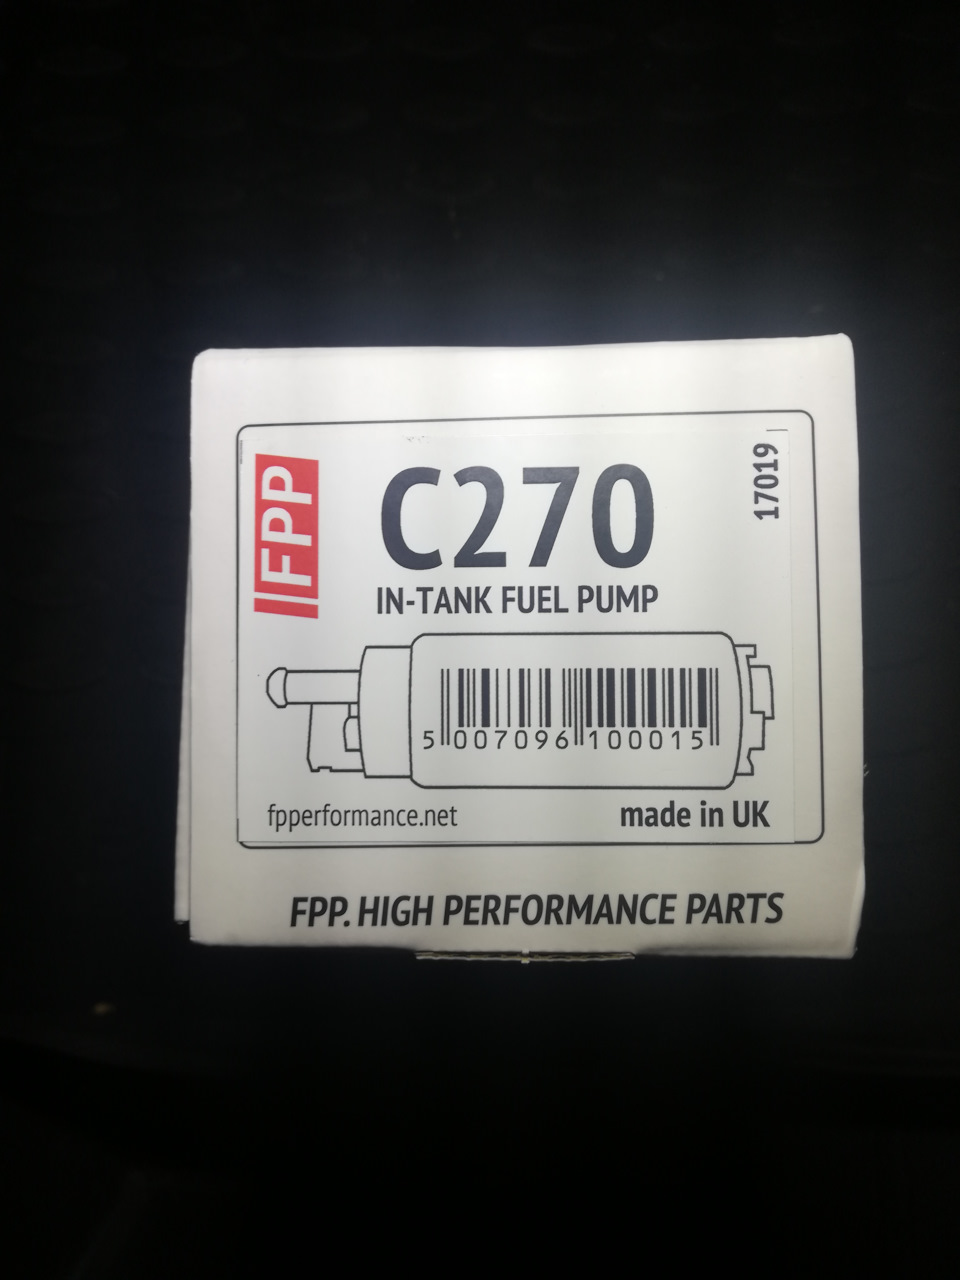 FPP
C270
17019
IN-TANK FUEL PUMP
5 007096 100015
fpperformance.net
made in UK
FPP. HIGH PERFORMANCE PARTS